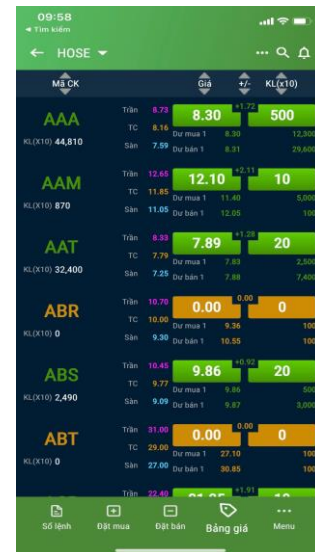 09:58
◂ Tìm kiếm
← HOSE ▾
Mã CK Giá +/- KL(x10)
AAA Trần 8.73 8.30 +1.72 500
TC 8.16 Dư mua 1 8.30 12,300
KL(X10) 44,810 Sàn 7.59 Dư bán 1 8.31 29,600
AAM Trần 12.65 12.10 +2.11 10
TC 11.85 Dư mua 1 11.40 5,000
KL(X10) 870 Sàn 11.05 Dư bán 1 12.05 100
AAT Trần 8.33 7.89 +1.28 20
TC 7.79 Dư mua 1 7.83 2,500
KL(X10) 32,400 Sàn 7.25 Dư bán 1 7.88 7,400
ABR Trần 10.70 0.00 0.00 0
TC 10.00 Dư mua 1 9.36 100
KL(X10) 0 Sàn 9.30 Dư bán 1 10.55 100
ABS Trần 10.45 9.86 +0.92 20
TC 9.77 Dư mua 1 9.86 500
KL(X10) 2,490 Sàn 9.09 Dư bán 1 9.87 3,000
ABT Trần 31.00 0.00 0.00 0
TC 29.00 Dư mua 1 27.10 100
KL(X10) 0 Sàn 27.00 Dư bán 1 30.85 100
Trần 22.40 +1.91
Sổ lệnh Đặt mua Đặt bán Bảng giá Menu